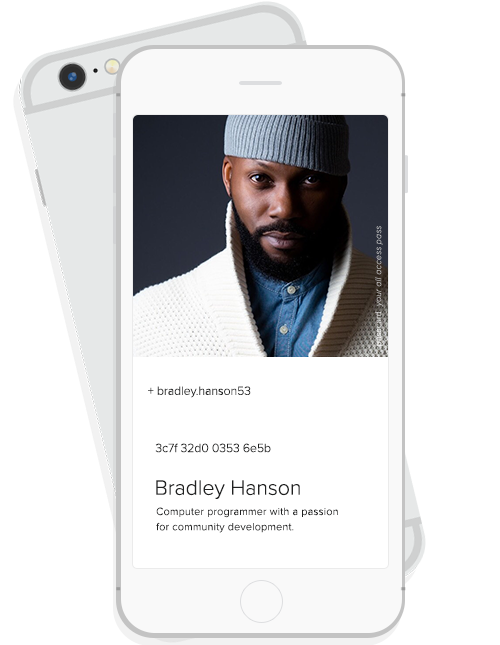 your all access pass
+ bradley.hanson53
3c7f 32d0 0353 6e5b
Bradley Hanson
Computer programmer with a passion
for community development.